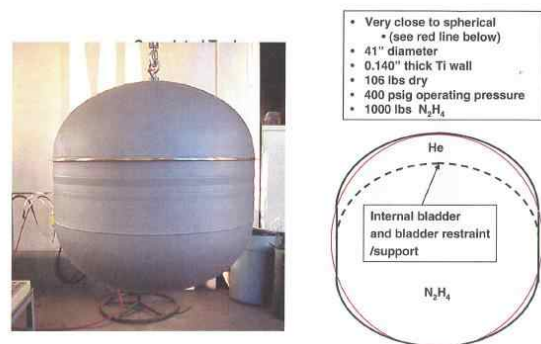 • Very close to spherical
• (see red line below)
• 41" diameter
• 0.140" thick Ti wall
• 106 lbs dry
• 400 psig operating pressure
• 1000 lbs N₂H₄
He
Internal bladder
and bladder restraint
/support
N₂H₄